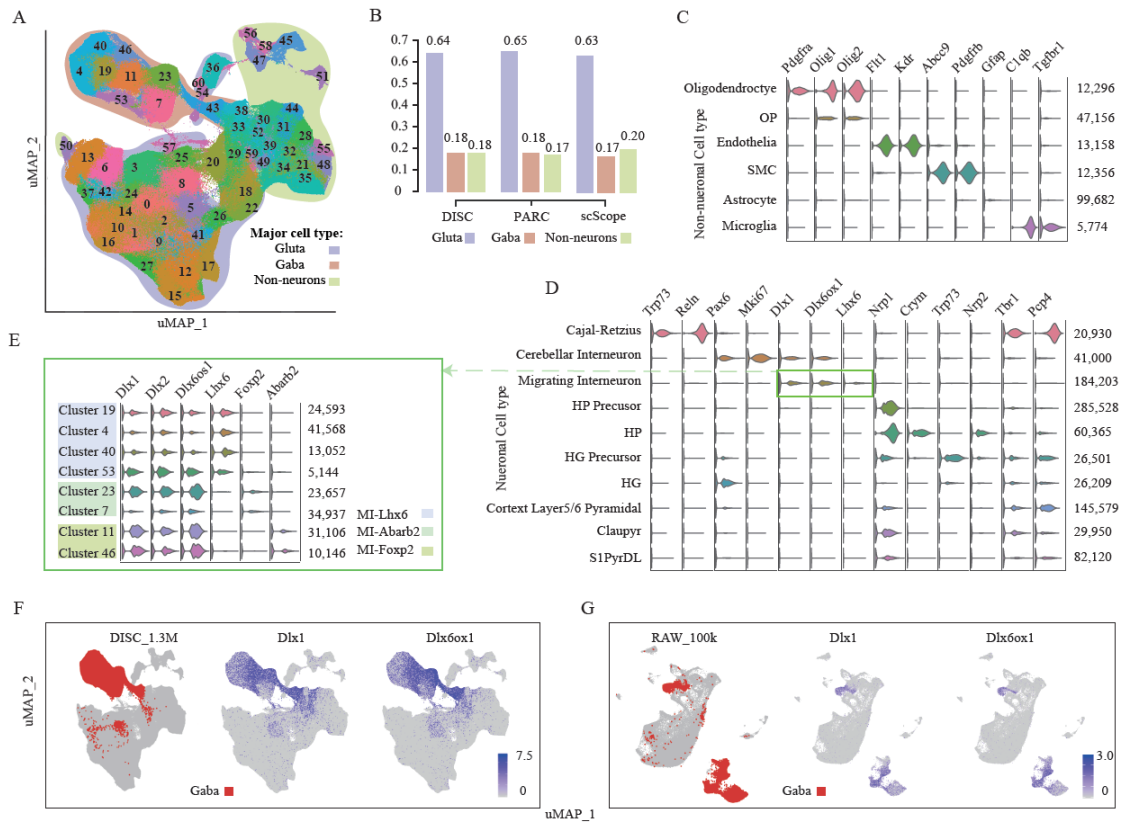 A
B
C
D
E
F
G
uMAP_2
uMAP_1
40
46
4
19
11
23
53
7
36
60
54
56
58
47
45
51
43
38
44
30
33
52
31
28
39
32
55
29
59
49
34
21
48
35
20
57
25
50
13
6
3
37
42
24
8
0
14
10
1
2
5
16
9
41
18
22
26
27
12
17
15
Major cell type:
Gluta
Gaba
Non-neurons
0.7
0.6
0.5
0.4
0.3
0.2
0.1
0
0.64
0.18
0.18
0.65
0.18
0.17
0.63
0.17
0.20
DISC PARC scScope
Gluta Gaba Non-neurons
Pdgfra Olig1 Olig2 Flt1 Kdr Abcc9 Pdgfrb Gfap C1qb Tgfbr1
Non-nueronal Cell type
Oligodendroctye 12,296
OP 47,156
Endothelia 13,158
SMC 12,356
Astrocyte 99,682
Microglia 5,774
Trp73 Reln Pax6 Mki67 Dlx1 Dlx6ox1 Lhx6 Nrp1 Crym Trp73 Nrp2 Tbr1 Pcp4
Nueronal Cell type
Cajal-Retzius 20,930
Cerebellar Interneuron 41,000
Migrating Interneuron 184,203
HP Precusor 285,528
HP 60,365
HG Precursor 26,501
HG 26,209
Cortext Layer5/6 Pyramidal 145,579
Claupyr 29,950
S1PyrDL 82,120
Dlx1 Dlx2 Dlx6os1 Lhx6 Foxp2 Abarb2
Cluster 19 24,593
Cluster 4 41,568
Cluster 40 13,052
Cluster 53 5,144
Cluster 23 23,657
Cluster 7 34,937
Cluster 11 31,106
Cluster 46 10,146
MI-Lhx6
MI-Abarb2
MI-Foxp2
uMAP_2
DISC_1.3M Dlx1 Dlx6ox1
Gaba
7.5
0
RAW_100k Dlx1 Dlx6ox1
Gaba
3.0
0
uMAP_1